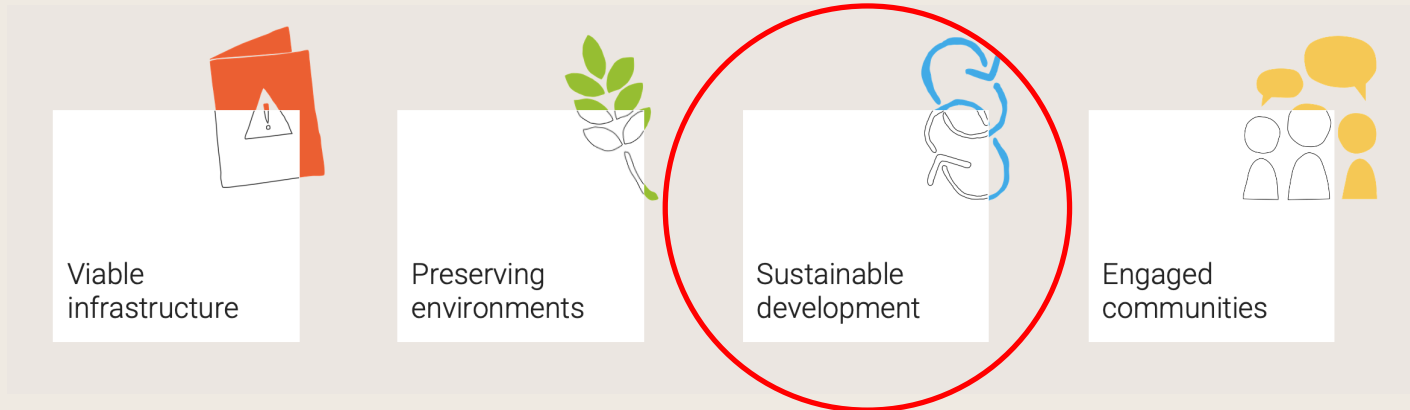 Viable
infrastructure
Preserving
environments
Sustainable
development
Engaged
communities